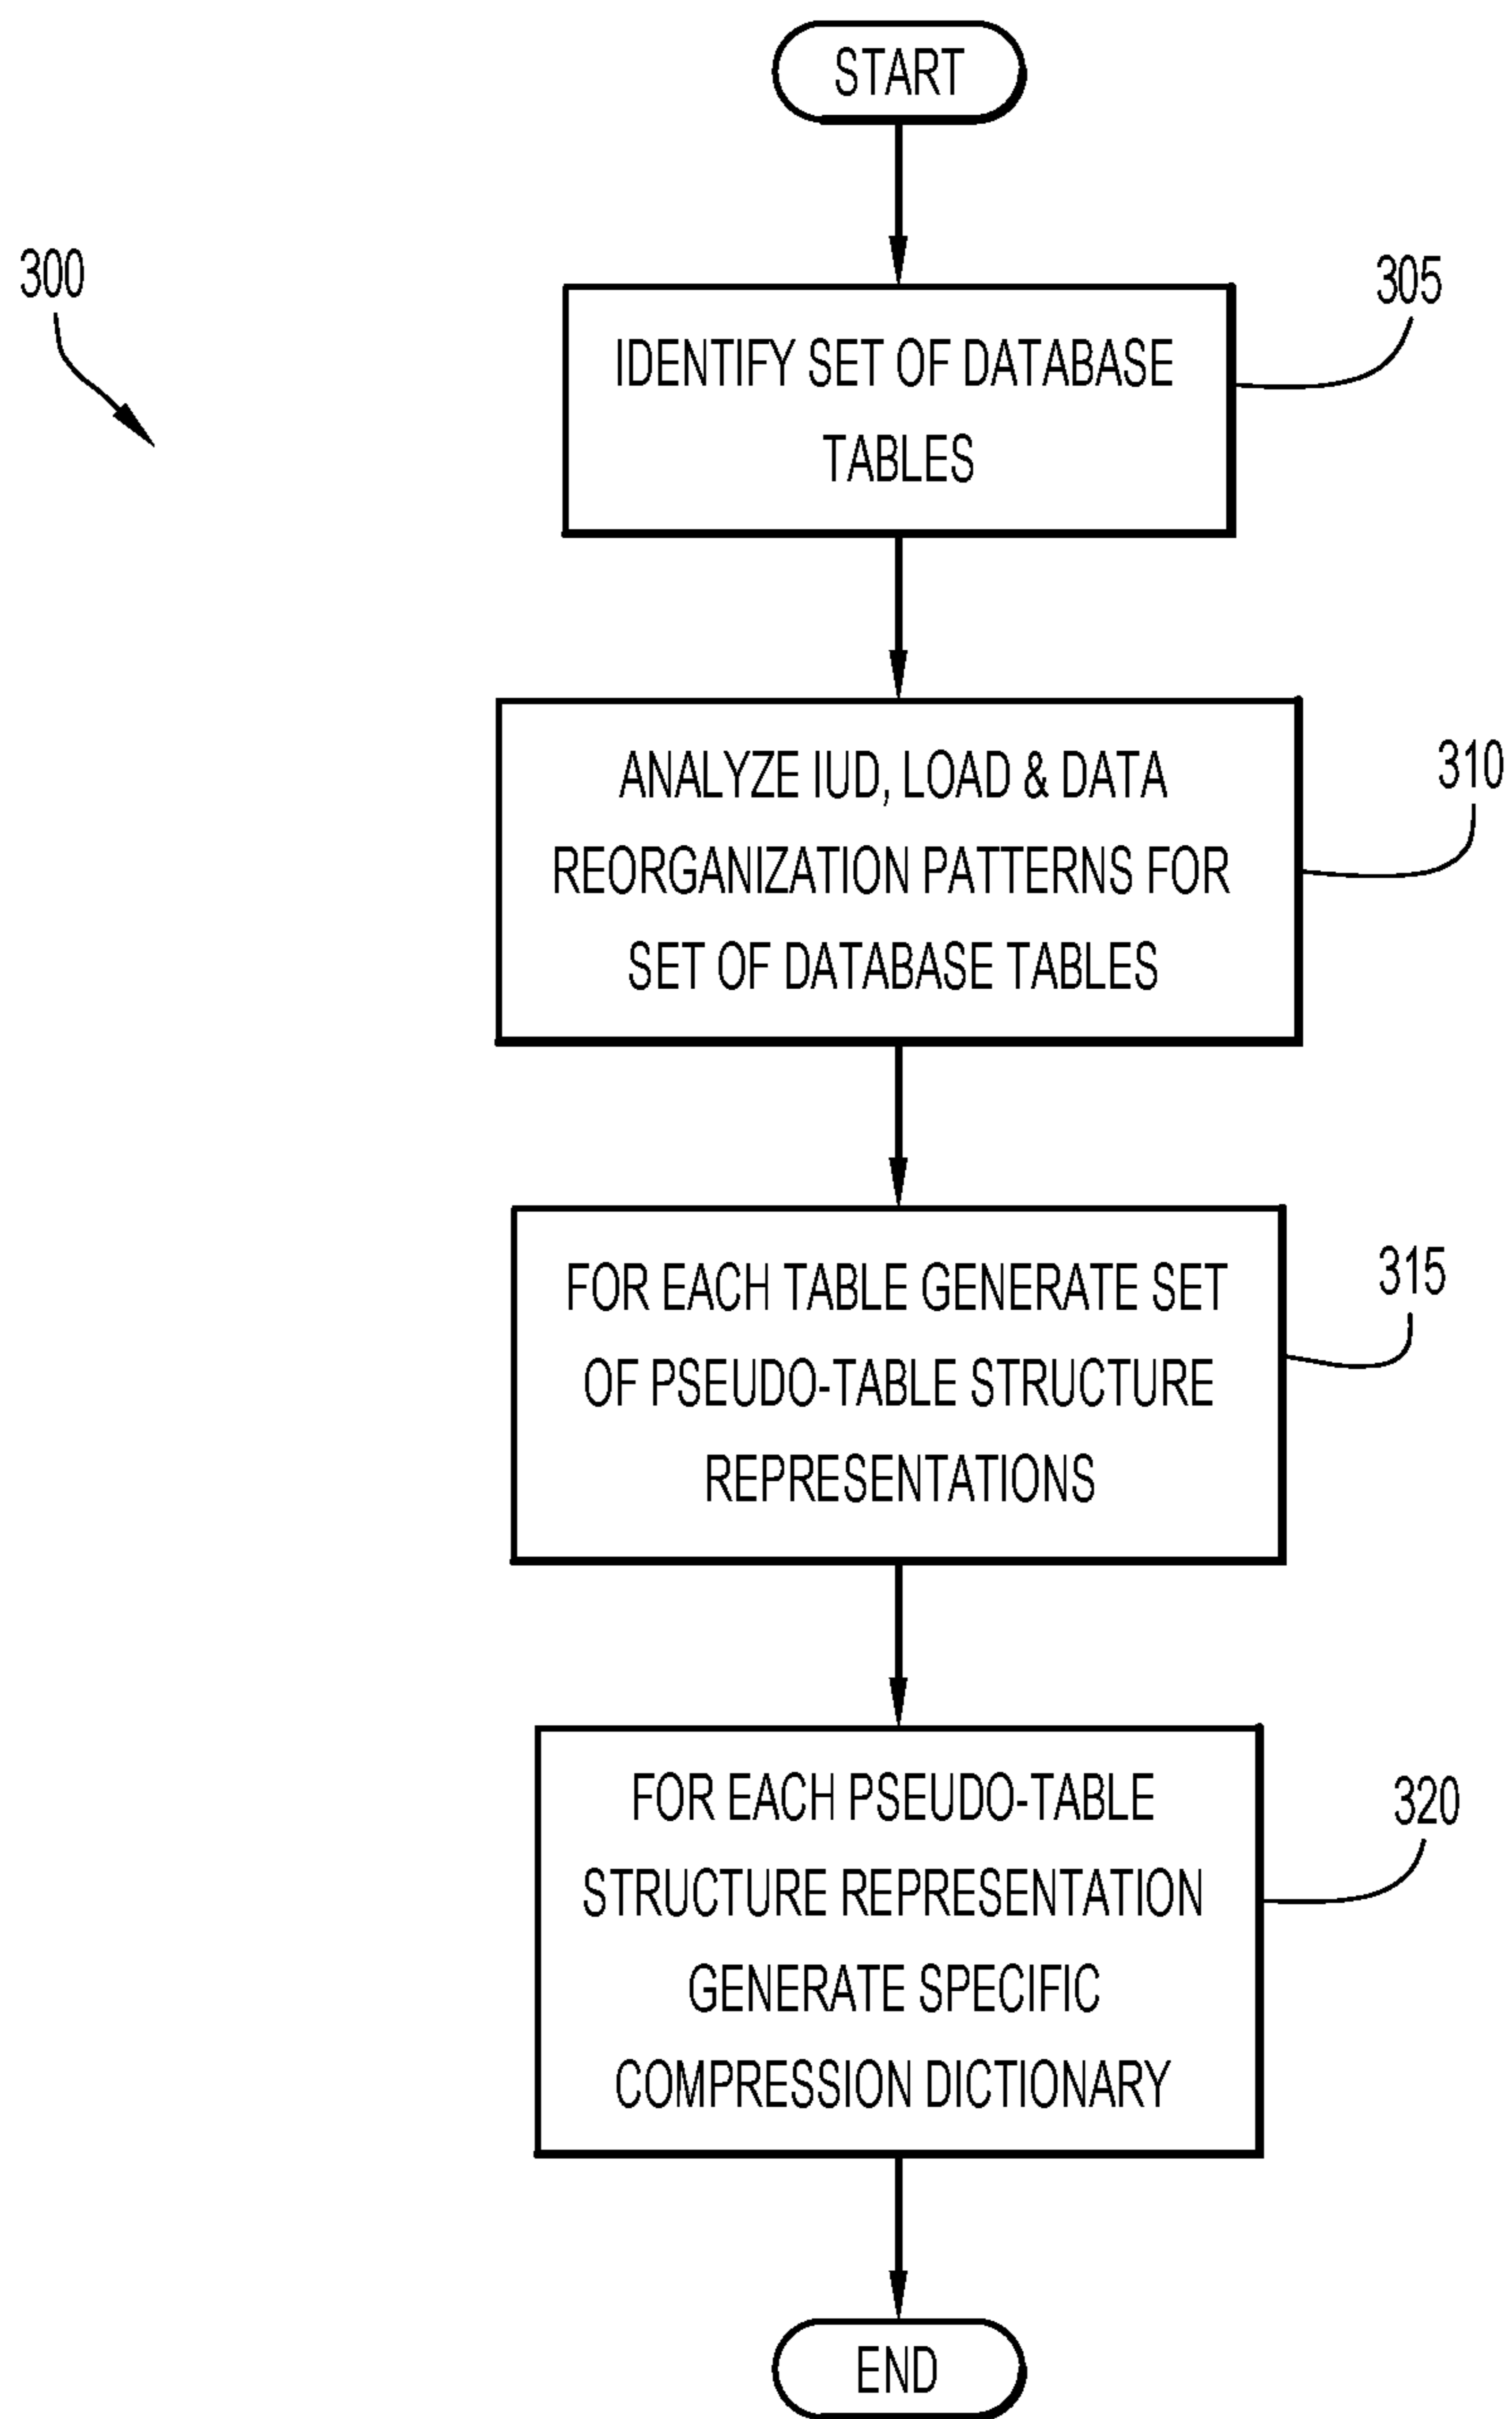 START
300
305
IDENTIFY SET OF DATABASE
TABLES
310
ANALYZE IUD, LOAD & DATA
REORGANIZATION PATTERNS FOR
SET OF DATABASE TABLES
315
FOR EACH TABLE GENERATE SET
OF PSEUDO-TABLE STRUCTURE
REPRESENTATIONS
320
FOR EACH PSEUDO-TABLE
STRUCTURE REPRESENTATION
GENERATE SPECIFIC
COMPRESSION DICTIONARY
END